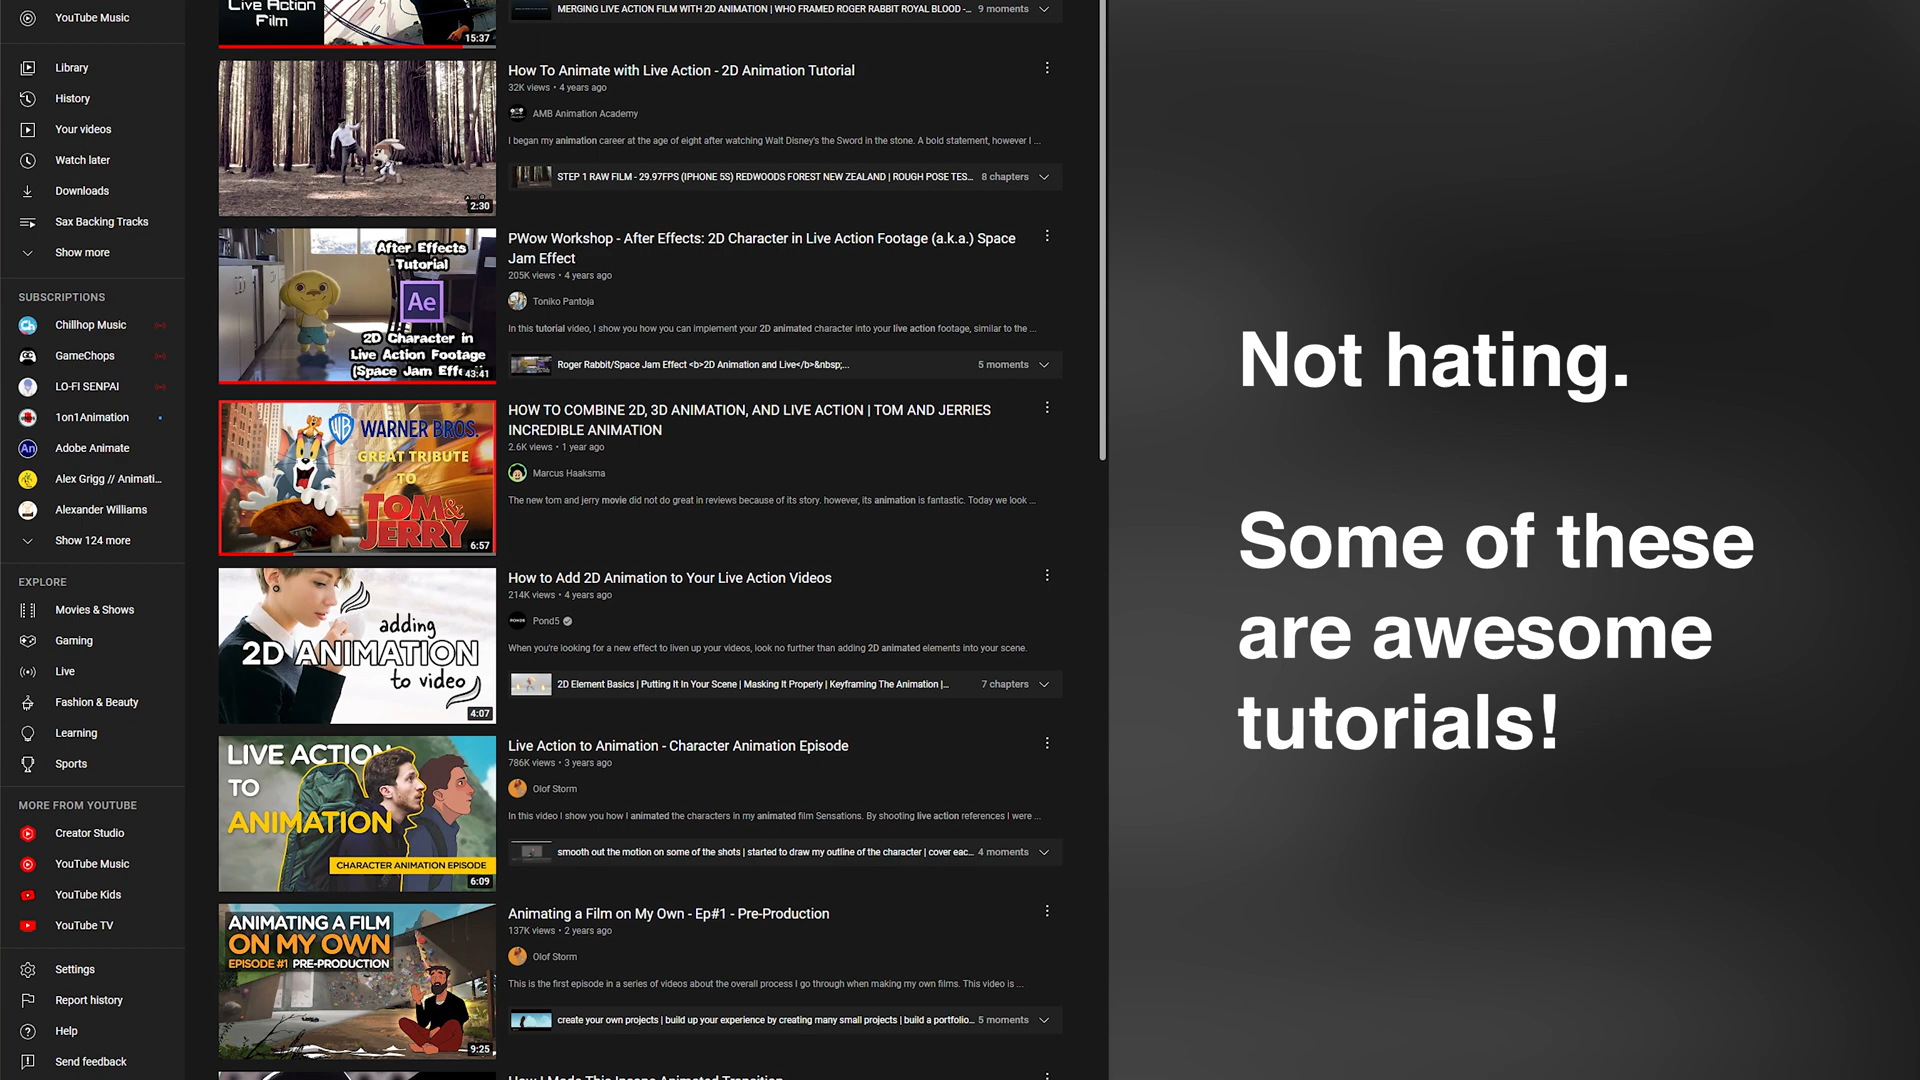 YouTube Music
Library
History
Your videos
Watch later
Downloads
Sax Backing Tracks
Show more
SUBSCRIPTIONS
Chillhop Music
GameChops
LO-FI SENPAI
1on1Animation
Adobe Animate
Alex Grigg // Animati...
Alexander Williams
Show 124 more
EXPLORE
Movies & Shows
Gaming
Live
Fashion & Beauty
Learning
Sports
MORE FROM YOUTUBE
Creator Studio
YouTube Music
YouTube Kids
YouTube TV
Settings
Report history
Help
Send feedback
Live Action
Film
15:37
MERGING LIVE ACTION FILM WITH 2D ANIMATION | WHO FRAMED ROGER RABBIT ROYAL BLOOD -... 9 moments
2:30
How To Animate with Live Action - 2D Animation Tutorial
32K views • 4 years ago
AMB Animation Academy
I began my animation career at the age of eight after watching Walt Disney's the Sword in the stone. A bold statement, however I ...
STEP 1 RAW FILM - 29.97FPS (IPHONE 5S) REDWOODS FOREST NEW ZEALAND | ROUGH POSE TES... 8 chapters
After Effects
Tutorial
Ae
2D Character in
Live Action Footage
(Space Jam Effe
43:41
PWow Workshop - After Effects: 2D Character in Live Action Footage (a.k.a.) Space
Jam Effect
205K views • 4 years ago
Toniko Pantoja
In this tutorial video, I show you how you can implement your 2D animated character into your live action footage, similar to the ...
Roger Rabbit/Space Jam Effect <b>2D Animation and Live</b>&nbsp;... 5 moments
WB WARNER BROS.
GREAT TRIBUTE
TO
TOM &
JERRY
6:57
HOW TO COMBINE 2D, 3D ANIMATION, AND LIVE ACTION | TOM AND JERRIES
INCREDIBLE ANIMATION
2.6K views • 1 year ago
Marcus Haaksma
The new tom and jerry movie did not do great in reviews because of its story. however, its animation is fantastic. Today we look ...
adding
2D ANIMATION
to video
4:07
How to Add 2D Animation to Your Live Action Videos
214K views • 4 years ago
POND5
Pond5
When you're looking for a new effect to liven up your videos, look no further than adding 2D animated elements into your scene.
2D Element Basics | Putting It In Your Scene | Masking It Properly | Keyframing The Animation |... 7 chapters
LIVE ACTION
TO
ANIMATION
CHARACTER ANIMATION EPISODE
6:09
Live Action to Animation - Character Animation Episode
786K views • 3 years ago
Olof Storm
In this video I show you how I animated the characters in my animated film Sensations. By shooting live action references I were ...
smooth out the motion on some of the shots | started to draw my outline of the character | cover eac... 4 moments
ANIMATING A FILM
ON MY OWN
EPISODE #1 PRE-PRODUCTION
9:25
Animating a Film on My Own - Ep#1 - Pre-Production
137K views • 2 years ago
Olof Storm
This is the first episode in a series of videos about the overall process I go through when making my own films. This video is ...
create your own projects | build up your experience by creating many small projects | build a portfolio... 5 moments
How I Made This Insane Animated Transition
Not hating.
Some of these
are awesome
tutorials!